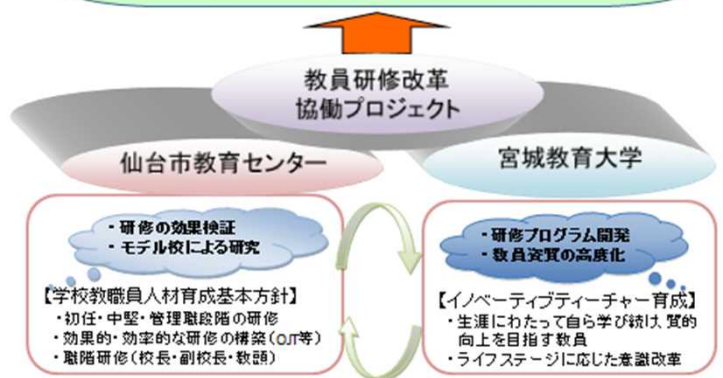 教員研修改革
協働プロジェクト
仙台市教育センター
宮城教育大学
・研修の効果検証
・モデル校による研究
【学校教職員人材育成基本方針】
・初任・中堅・管理職段階の研修
・効果的・効率的な研修の構築(OJT等)
・職階研修(校長・副校長・教頭)
・研修プログラム開発
・教員資質の高度化
【イノベーティブティーチャー育成】
・生涯にわたって自ら学び続け、質的
向上を目指す教員
・ライフステージに応じた意識改革